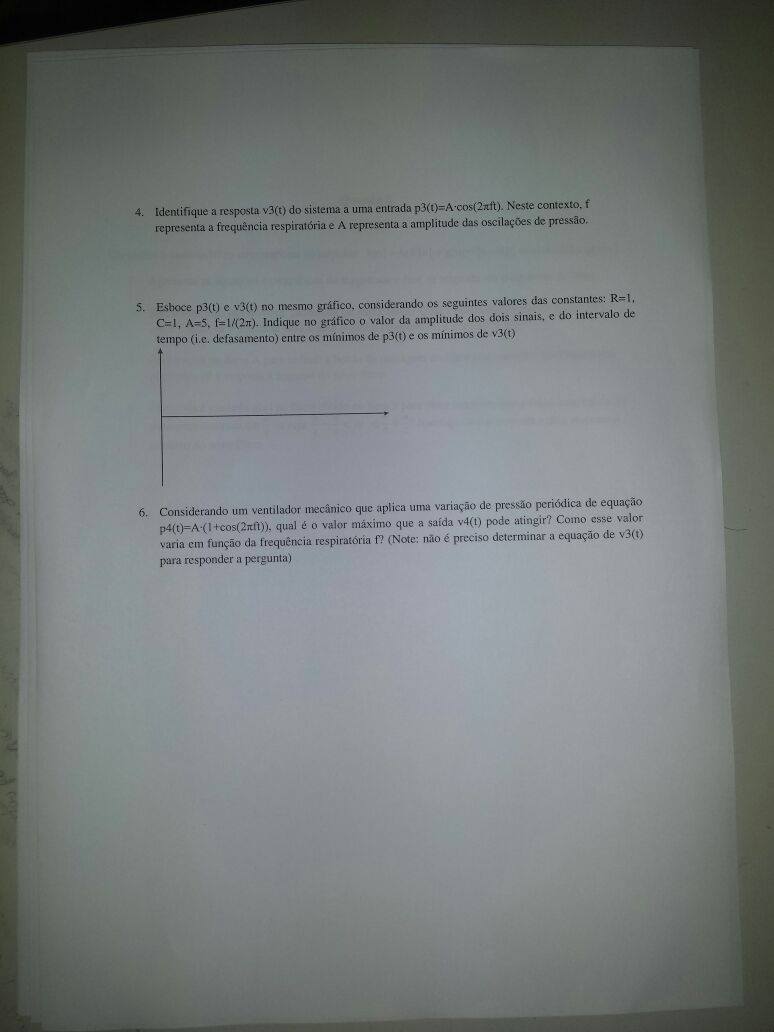 4. Identifique a resposta v3(t) do sistema a uma entrada p3(t)=A·cos(2πft). Neste contexto, f
representa a frequência respiratória e A representa a amplitude das oscilações de pressão.
5. Esboce p3(t) e v3(t) no mesmo gráfico, considerando os seguintes valores das constantes: R=1,
C=1, A=5, f=1/(2π). Indique no gráfico o valor da amplitude dos dois sinais, e do intervalo de
tempo (i.e. defasamento) entre os mínimos de p3(t) e os mínimos de v3(t)
6. Considerando um ventilador mecânico que aplica uma variação de pressão periódica de equação
p4(t)=A·(1+cos(2πft)), qual é o valor máximo que a saída v4(t) pode atingir? Como esse valor
varia em função da frequência respiratória f? (Note: não é preciso determinar a equação de v3(t)
para responder a pergunta)